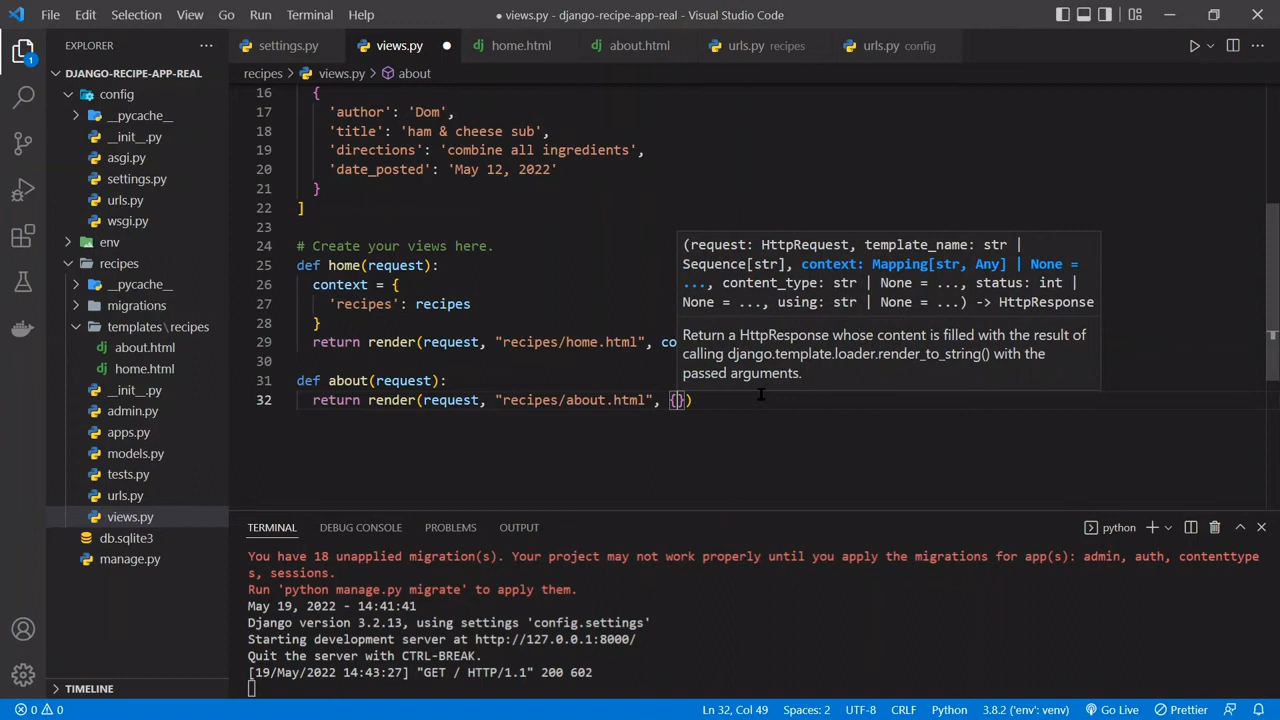 File Edit Selection View Go Run Terminal Help
● views.py - django-recipe-app-real - Visual Studio Code
EXPLORER
settings.py
views.py
home.html
about.html
urls.py recipes
urls.py config
DJANGO-RECIPE-APP-REAL
recipes > views.py > about
config
__pycache__
__init__.py
asgi.py
settings.py
urls.py
wsgi.py
env
recipes
__pycache__
migrations
templates\recipes
about.html
home.html
__init__.py
admin.py
apps.py
models.py
tests.py
urls.py
views.py
db.sqlite3
manage.py
TIMELINE
1
16 {
17 'author': 'Dom',
18 'title': 'ham & cheese sub',
19 'directions': 'combine all ingredients',
20 'date_posted': 'May 12, 2022'
21 }
22 ]
23
24 # Create your views here.
25 def home(request):
26 context = {
27 'recipes': recipes
28 }
29 return render(request, "recipes/home.html", co
30
31 def about(request):
32 return render(request, "recipes/about.html", {})
(request: HttpRequest, template_name: str |
Sequence[str], context: Mapping[str, Any] | None =
..., content_type: str | None = ..., status: int |
None = ..., using: str | None = ...) -> HttpResponse
Return a HttpResponse whose content is filled with the result of
calling django.template.loader.render_to_string() with the
passed arguments.
TERMINAL DEBUG CONSOLE PROBLEMS OUTPUT
python
You have 18 unapplied migration(s). Your project may not work properly until you apply the migrations for app(s): admin, auth, contenttype
s, sessions.
Run 'python manage.py migrate' to apply them.
May 19, 2022 - 14:41:41
Django version 3.2.13, using settings 'config.settings'
Starting development server at http://127.0.0.1:8000/
Quit the server with CTRL-BREAK.
[19/May/2022 14:43:27] "GET / HTTP/1.1" 200 602
0 0 Ln 32, Col 49 Spaces: 2 UTF-8 CRLF Python 3.8.2 ('env': venv) Go Live Prettier